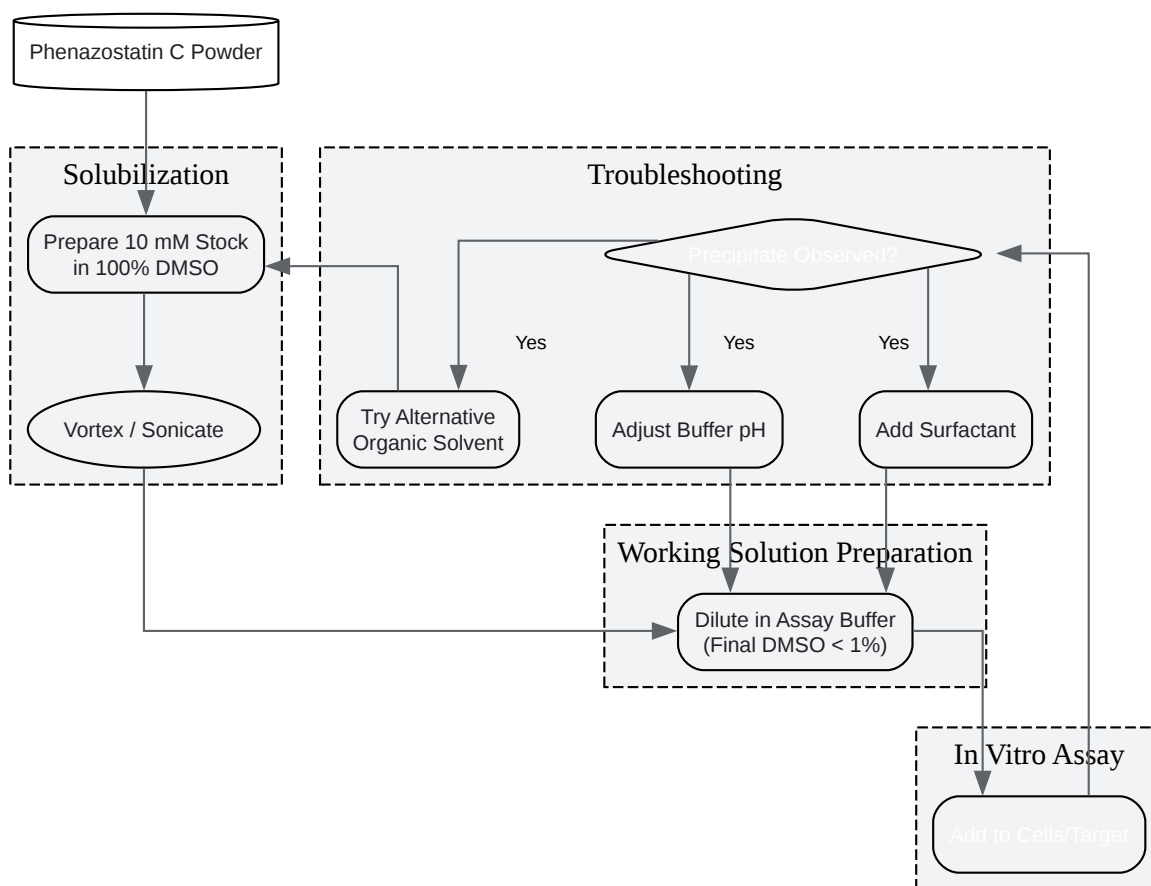 Phenazostatin C Powder
Solubilization
Prepare 10 mM Stock
in 100% DMSO
Vortex / Sonicate
Troubleshooting
Precipitate Observed?
Yes
Yes
Yes
Try Alternative
Organic Solvent
Adjust Buffer pH
Add Surfactant
Working Solution Preparation
Dilute in Assay Buffer
(Final DMSO < 1%)
In Vitro Assay
Add to Cells/Target